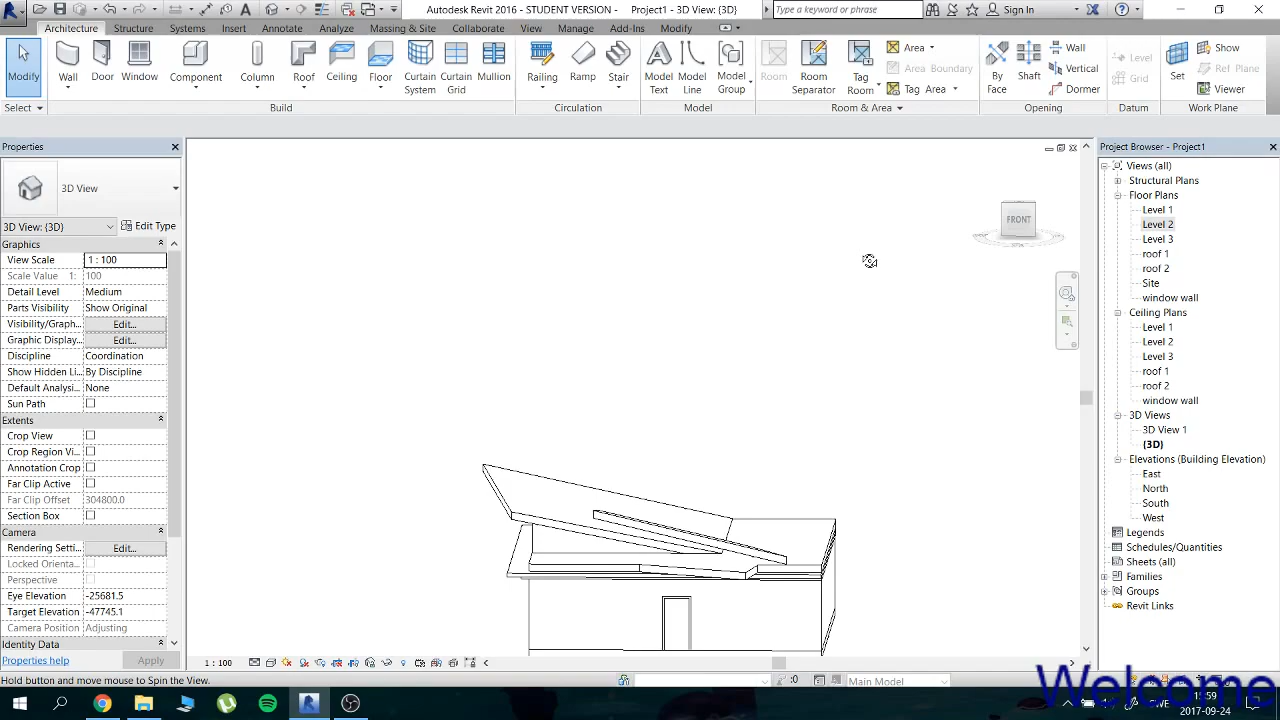 Autodesk Revit 2016 - STUDENT VERSION - Project1 - 3D View: {3D}
Type a keyword or phrase
Sign In
Architecture Structure Systems Insert Annotate Analyze Massing & Site Collaborate View Manage Add-Ins Modify
Modify
Wall
Door
Window
Component
Column
Roof
Ceiling
Floor
Curtain System
Curtain Grid
Mullion
Railing
Ramp
Stair
Model Text
Model Line
Model Group
Room
Room Separator
Tag Room
Area
Area Boundary
Tag Area
By Face
Shaft
Wall
Vertical
Dormer
Level
Grid
Set
Show
Ref Plane
Viewer
Select
Build
Circulation
Model
Room & Area
Opening
Datum
Work Plane
Properties
3D View
3D View: {3D}
Edit Type
Graphics
View Scale 1 : 100
Scale Value 1: 100
Detail Level Medium
Parts Visibility Show Original
Visibility/Graph... Edit...
Graphic Display... Edit...
Discipline Coordination
Show Hidden Li... By Discipline
Default Analysi... None
Sun Path
Extents
Crop View
Crop Region Vi...
Annotation Crop
Far Clip Active
Far Clip Offset 304800.0
Section Box
Camera
Rendering Setti... Edit...
Locked Orienta...
Perspective
Eye Elevation -25681.5
Target Elevation -47745.1
Camera Position Adjusting
Identity Data
Properties help
Apply
FRONT
Project Browser - Project1
Views (all)
Structural Plans
Floor Plans
Level 1
Level 2
Level 3
roof 1
roof 2
Site
window wall
Ceiling Plans
Level 1
Level 2
Level 3
roof 1
roof 2
window wall
3D Views
3D View 1
{3D}
Elevations (Building Elevation)
East
North
South
West
Legends
Schedules/Quantities
Sheets (all)
Families
Groups
Revit Links
1 : 100
Hold button and move mouse to Spin the View.
:0
Main Model
Welcome
SWE
15:59
2017-09-24